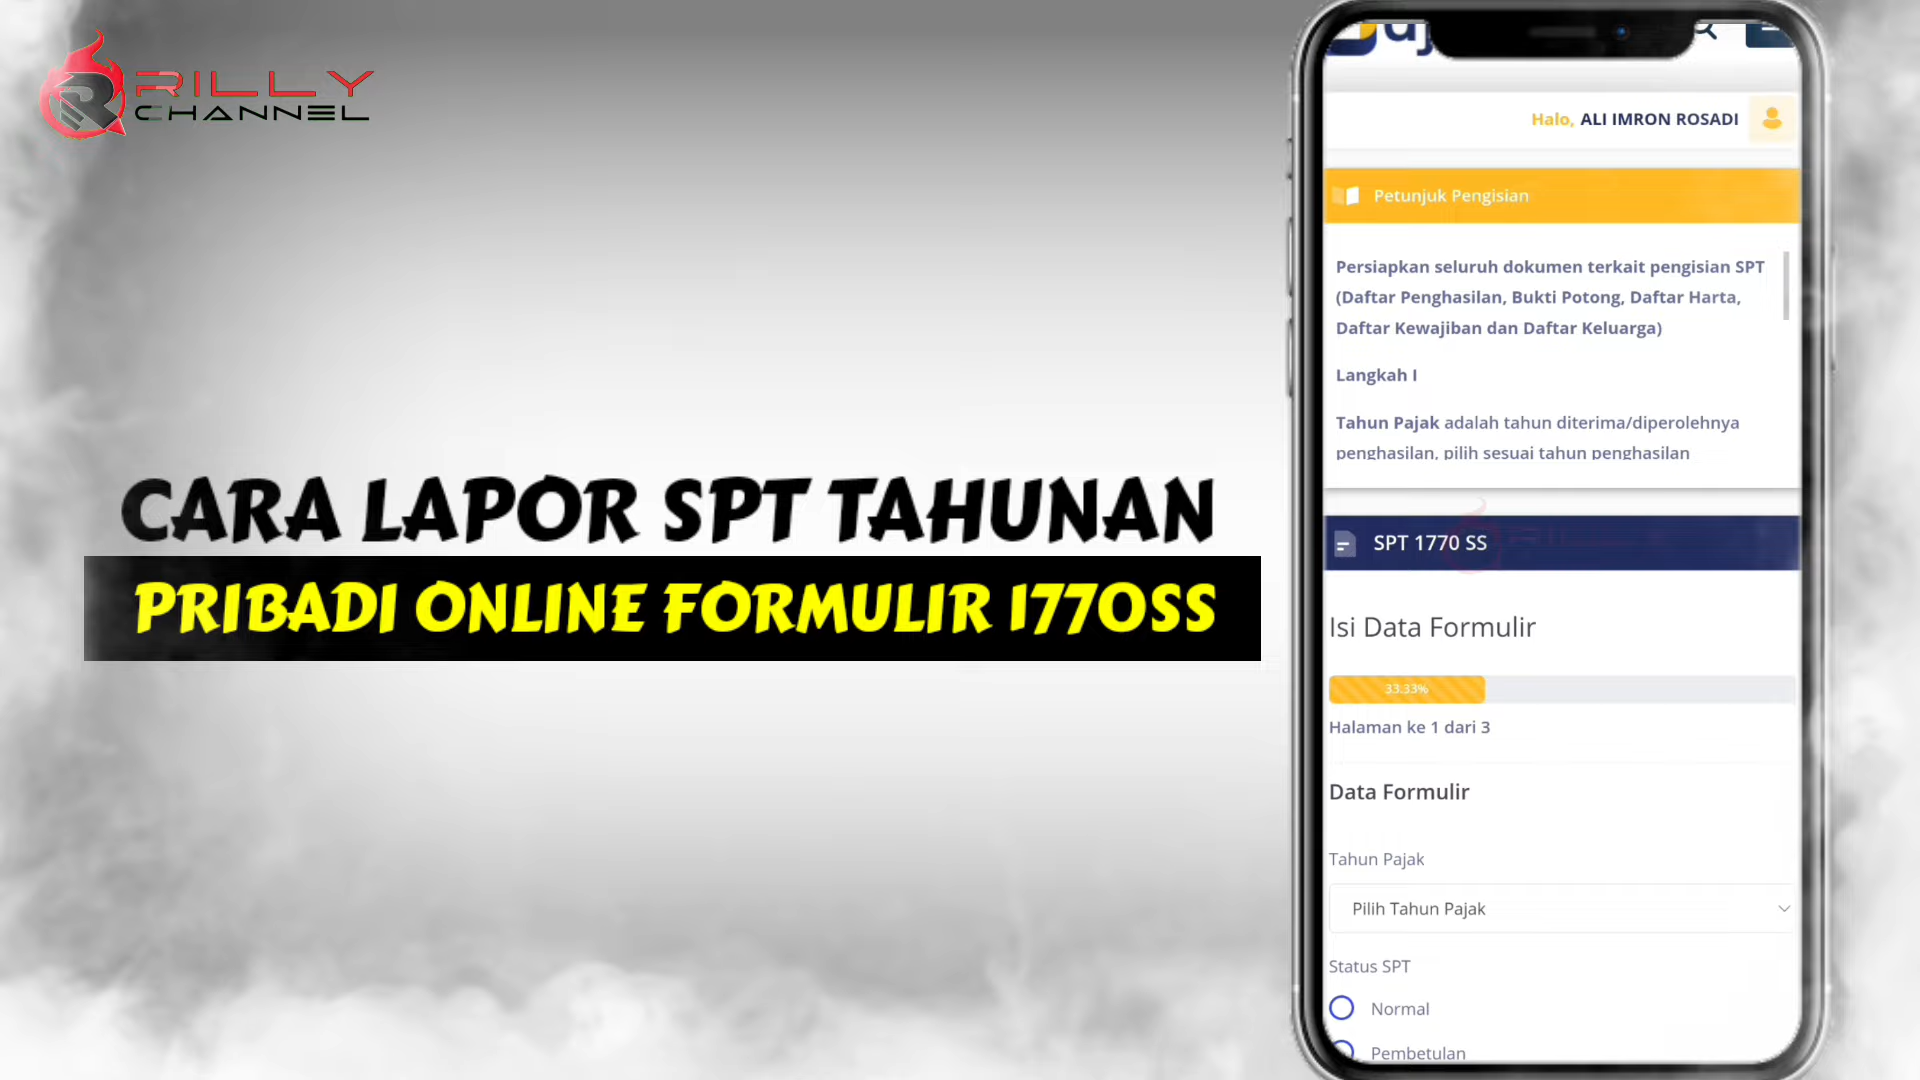 RILLY
CHANNEL
CARA LAPOR SPT TAHUNAN
PRIBADI ONLINE FORMULIR 1770SS
Halo, ALI IMRON ROSADI
Petunjuk Pengisian
Persiapkan seluruh dokumen terkait pengisian SPT
(Daftar Penghasilan, Bukti Potong, Daftar Harta,
Daftar Kewajiban dan Daftar Keluarga)
Langkah I
Tahun Pajak adalah tahun diterima/diperolehnya
penghasilan, pilih sesuai tahun penghasilan
SPT 1770 SS
Isi Data Formulir
33.33%
Halaman ke 1 dari 3
Data Formulir
Tahun Pajak
Pilih Tahun Pajak
Status SPT
Normal
Pembetulan